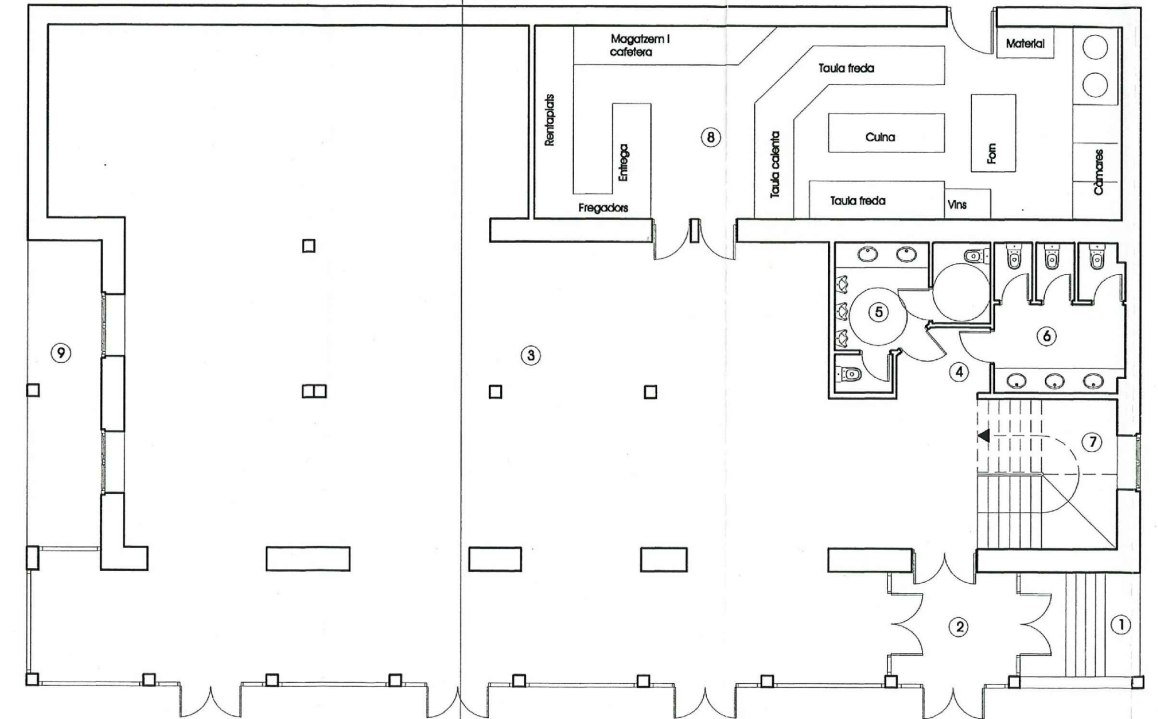 Magatzem i
cafetera
Material
Taula freda
Rentaplats
Culna
Forn
Entrega
8
Taula calenta
Càmares
Taula freda
Vins
Fregadors
5
6
9
3
4
7
2
1